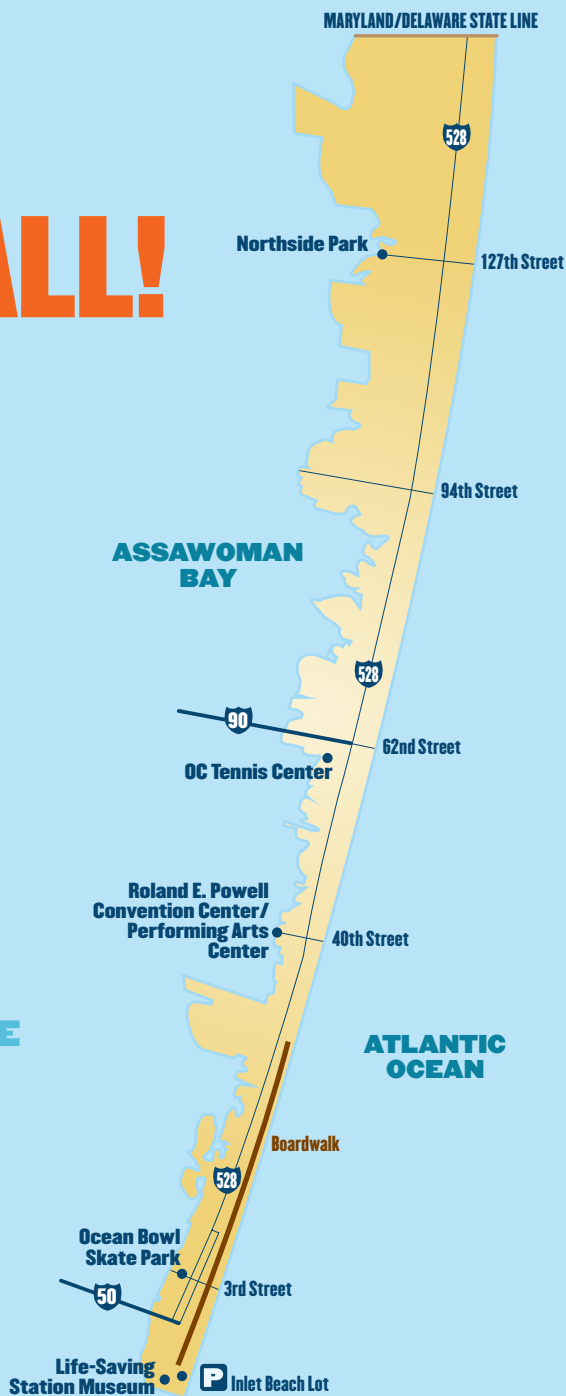 MARYLAND/DELAWARE STATE LINE
528
ALL!
Northside Park
127th Street
94th Street
ASSAWOMAN
BAY
528
90
62nd Street
OC Tennis Center
Roland E. Powell
Convention Center/
Performing Arts
Center
40th Street
E
ATLANTIC
OCEAN
Boardwalk
528
Ocean Bowl
Skate Park
3rd Street
50
Life-Saving
Station Museum
P Inlet Beach Lot